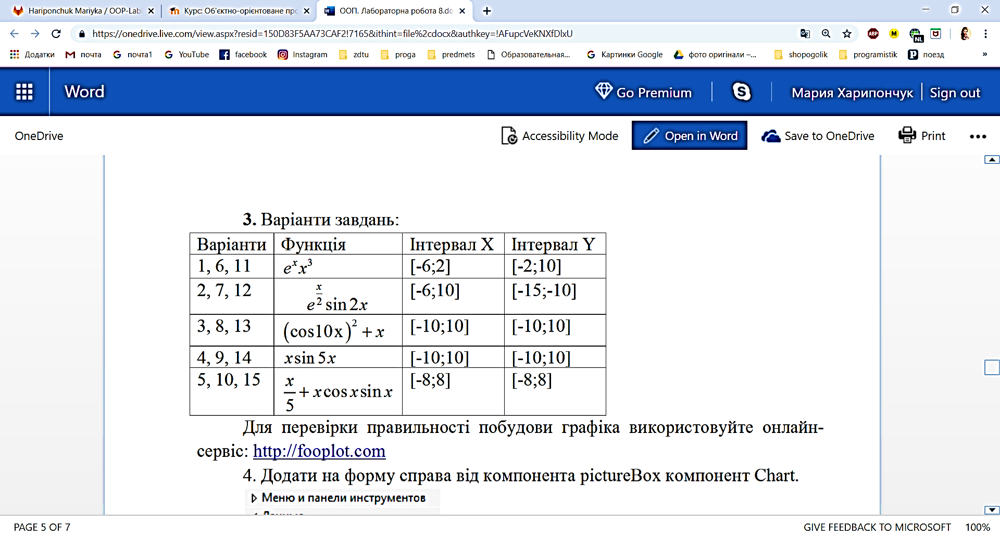 Hariponchuk Mariyka / OOP-Lab
Курс: Об'єктно-орієнтоване пр
ООП. Лабораторна робота 8.do
https://onedrive.live.com/view.aspx?resid=150D83F5AA73CAF2!7165&ithint=file%2cdocx&authkey=!AFupcVeKNXfDlxU
ABP M NL
Додатки почта почта1 YouTube facebook Instagram zdtu proga predmets Образовательная... Картинки Google фото оригінали –... shopogolik programistik поезд »
Word Go Premium Мария Харипончук Sign out
OneDrive Accessibility Mode Open in Word Save to OneDrive Print
3. Варіанти завдань:
Варіанти Функція Інтервал X Інтервал Y
1, 6, 11 eˣx³ [-6;2] [-2;10]
2, 7, 12 e^(x/2) sin 2x [-6;10] [-15;-10]
3, 8, 13 (cos10x)² + x [-10;10] [-10;10]
4, 9, 14 x sin 5x [-10;10] [-10;10]
5, 10, 15 x/5 + x cos x sin x [-8;8] [-8;8]
Для перевірки правильності побудови графіка використовуйте онлайн-
сервіс: http://fooplot.com
4. Додати на форму справа від компонента pictureBox компонент Chart.
Меню и панели инструментов
PAGE 5 OF 7 GIVE FEEDBACK TO MICROSOFT 100%